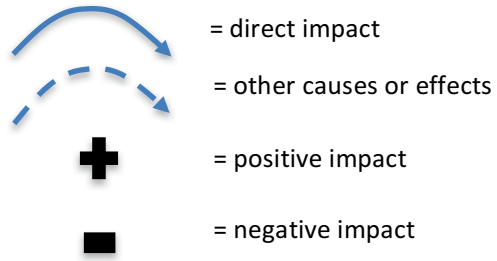 = direct impact
= other causes or effects
= positive impact
= negative impact